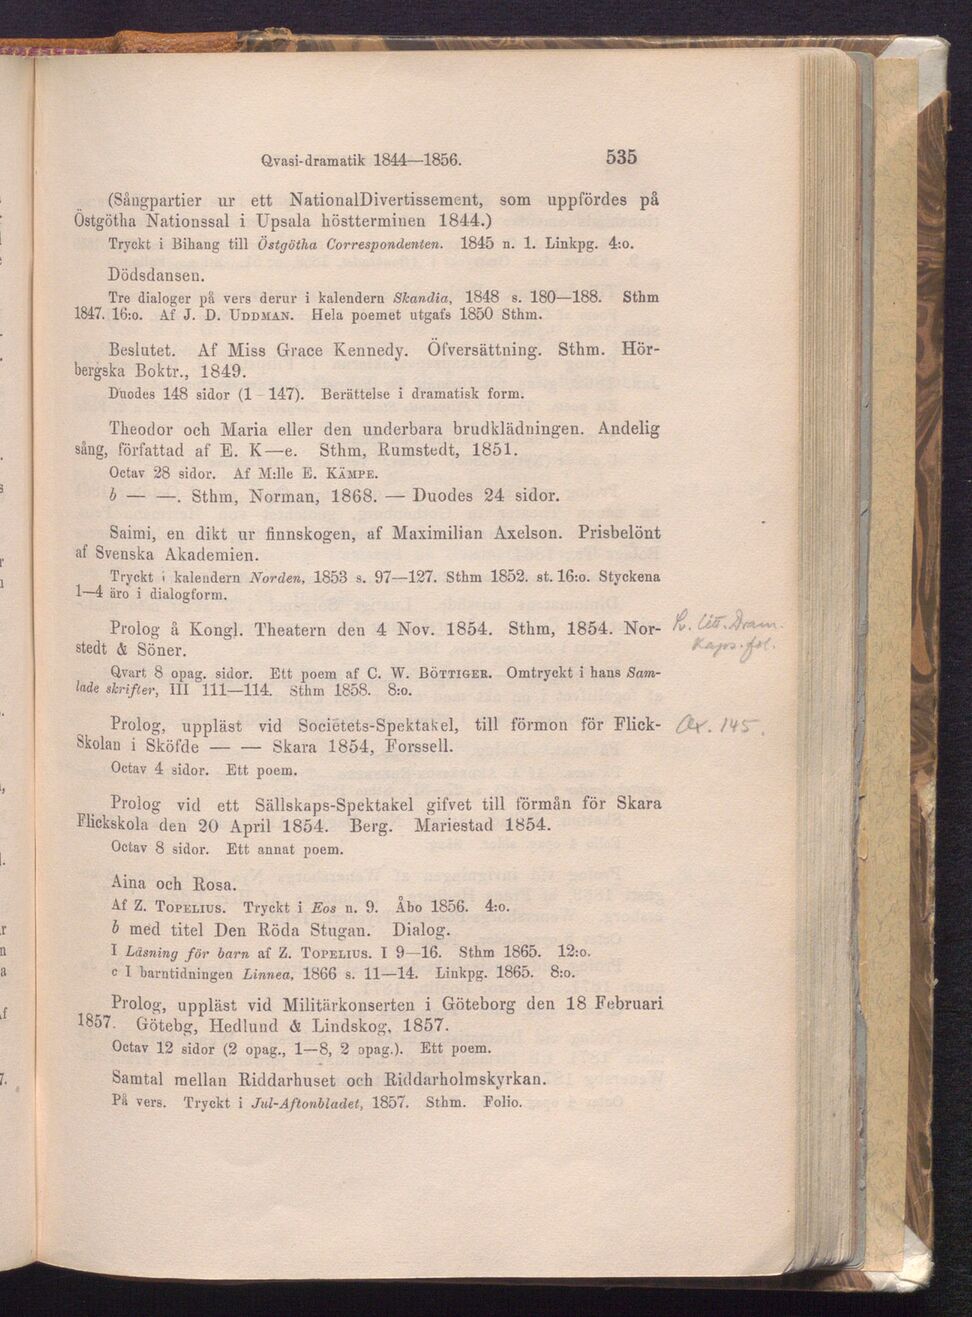 Qvasi-dramatik 1844—1856. 535
(Sångpartier ur ett NationalDivertissement, som uppfördes på
Östgötha Nationssal i Upsala höstterminen 1844.)
Tryckt i Bihang till Östgötha Correspondenten. 1845 n. 1. Linkpg. 4:o.
Dödsdansen.
Tre dialoger på vers derur i kalendern Skandia, 1848 s. 180—188. Sthm
1847. 16:o. Af J. D. UDDMAN. Hela poemet utgafs 1850 Sthm.
Beslutet. Af Miss Grace Kennedy. Öfversättning. Sthm. Hör-
bergska Boktr., 1849.
Duodes 148 sidor (1—147). Berättelse i dramatisk form.
Theodor och Maria eller den underbara brudklädningen. Andelig
sång, författad af E. K—e. Sthm, Rumstedt, 1851.
Octav 28 sidor. Af M:lle E. KÄMPE.
b — —. Sthm, Norman, 1868. — Duodes 24 sidor.
Saimi, en dikt ur finnskogen, af Maximilian Axelson. Prisbelönt
af Svenska Akademien.
Tryckt i kalendern Norden, 1853 s. 97—127. Sthm 1852. st. 16:o. Styckena
1—4 äro i dialogform.
Prolog å Kongl. Theatern den 4 Nov. 1854. Sthm, 1854. Nor-
stedt & Söner.
Litt. Dram.
Kaps. fol.
Qvart 8 opag. sidor. Ett poem af C. W. BÖTTIGER. Omtryckt i hans Sam-
lade skrifter, III 111—114. Sthm 1858. 8:o.
Prolog, uppläst vid Societets-Spektakel, till förmon för Flick-
Skolan i Sköfde — — Skara 1854, Forssell.
145.
Octav 4 sidor. Ett poem.
Prolog vid ett Sällskaps-Spektakel gifvet till förmån för Skara
Flickskola den 20 April 1854. Berg. Mariestad 1854.
Octav 8 sidor. Ett annat poem.
Aina och Rosa.
Af Z. TOPELIUS. Tryckt i Eos n. 9. Åbo 1856. 4:o.
b med titel Den Röda Stugan. Dialog.
I Läsning för barn af Z. TOPELIUS. I 9—16. Sthm 1865. 12:o.
c I barntidningen Linnea, 1866 s. 11—14. Linkpg. 1865. 8:o.
Prolog, uppläst vid Militärkonserten i Göteborg den 18 Februari
1857. Götebg, Hedlund & Lindskog, 1857.
Octav 12 sidor (2 opag., 1—8, 2 opag.). Ett poem.
Samtal mellan Riddarhuset och Riddarholmskyrkan.
På vers. Tryckt i Jul-Aftonbladet, 1857. Sthm. Folio.